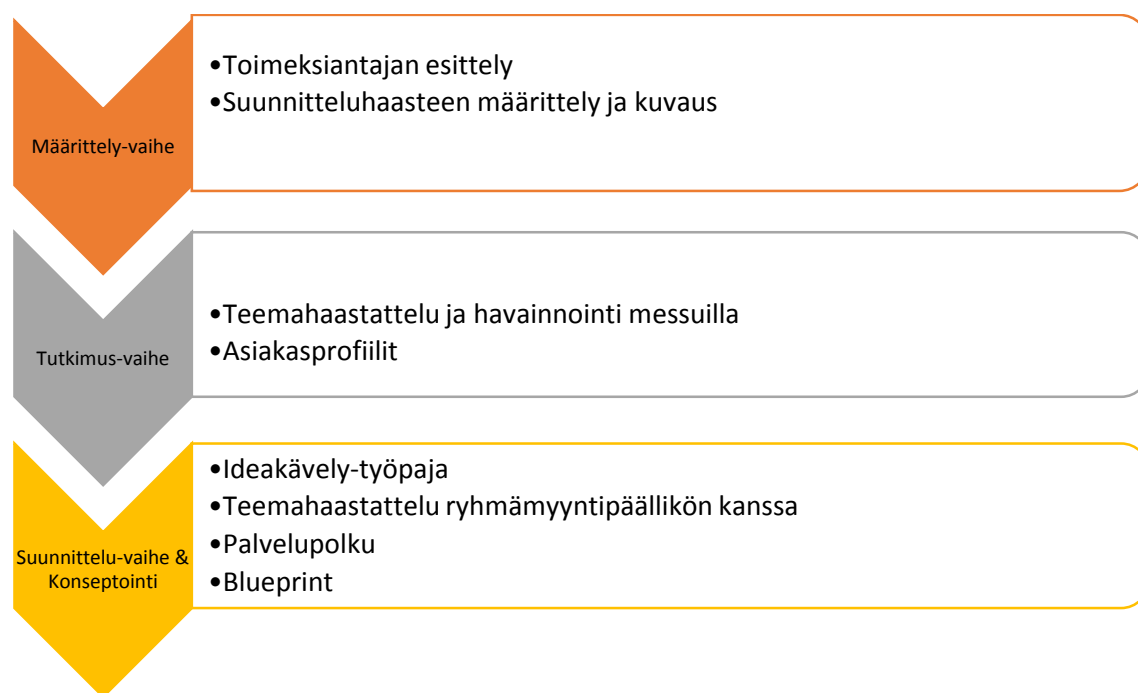 Määrittely-vaihe
•Toimeksiantajan esittely
•Suunnitteluhaasteen määrittely ja kuvaus
Tutkimus-vaihe
•Teemahaastattelu ja havainnointi messuilla
•Asiakasprofiilit
Suunnittelu-vaihe &
Konseptointi
•Ideakävely-työpaja
•Teemahaastattelu ryhmämyyntipäällikön kanssa
•Palvelupolku
•Blueprint